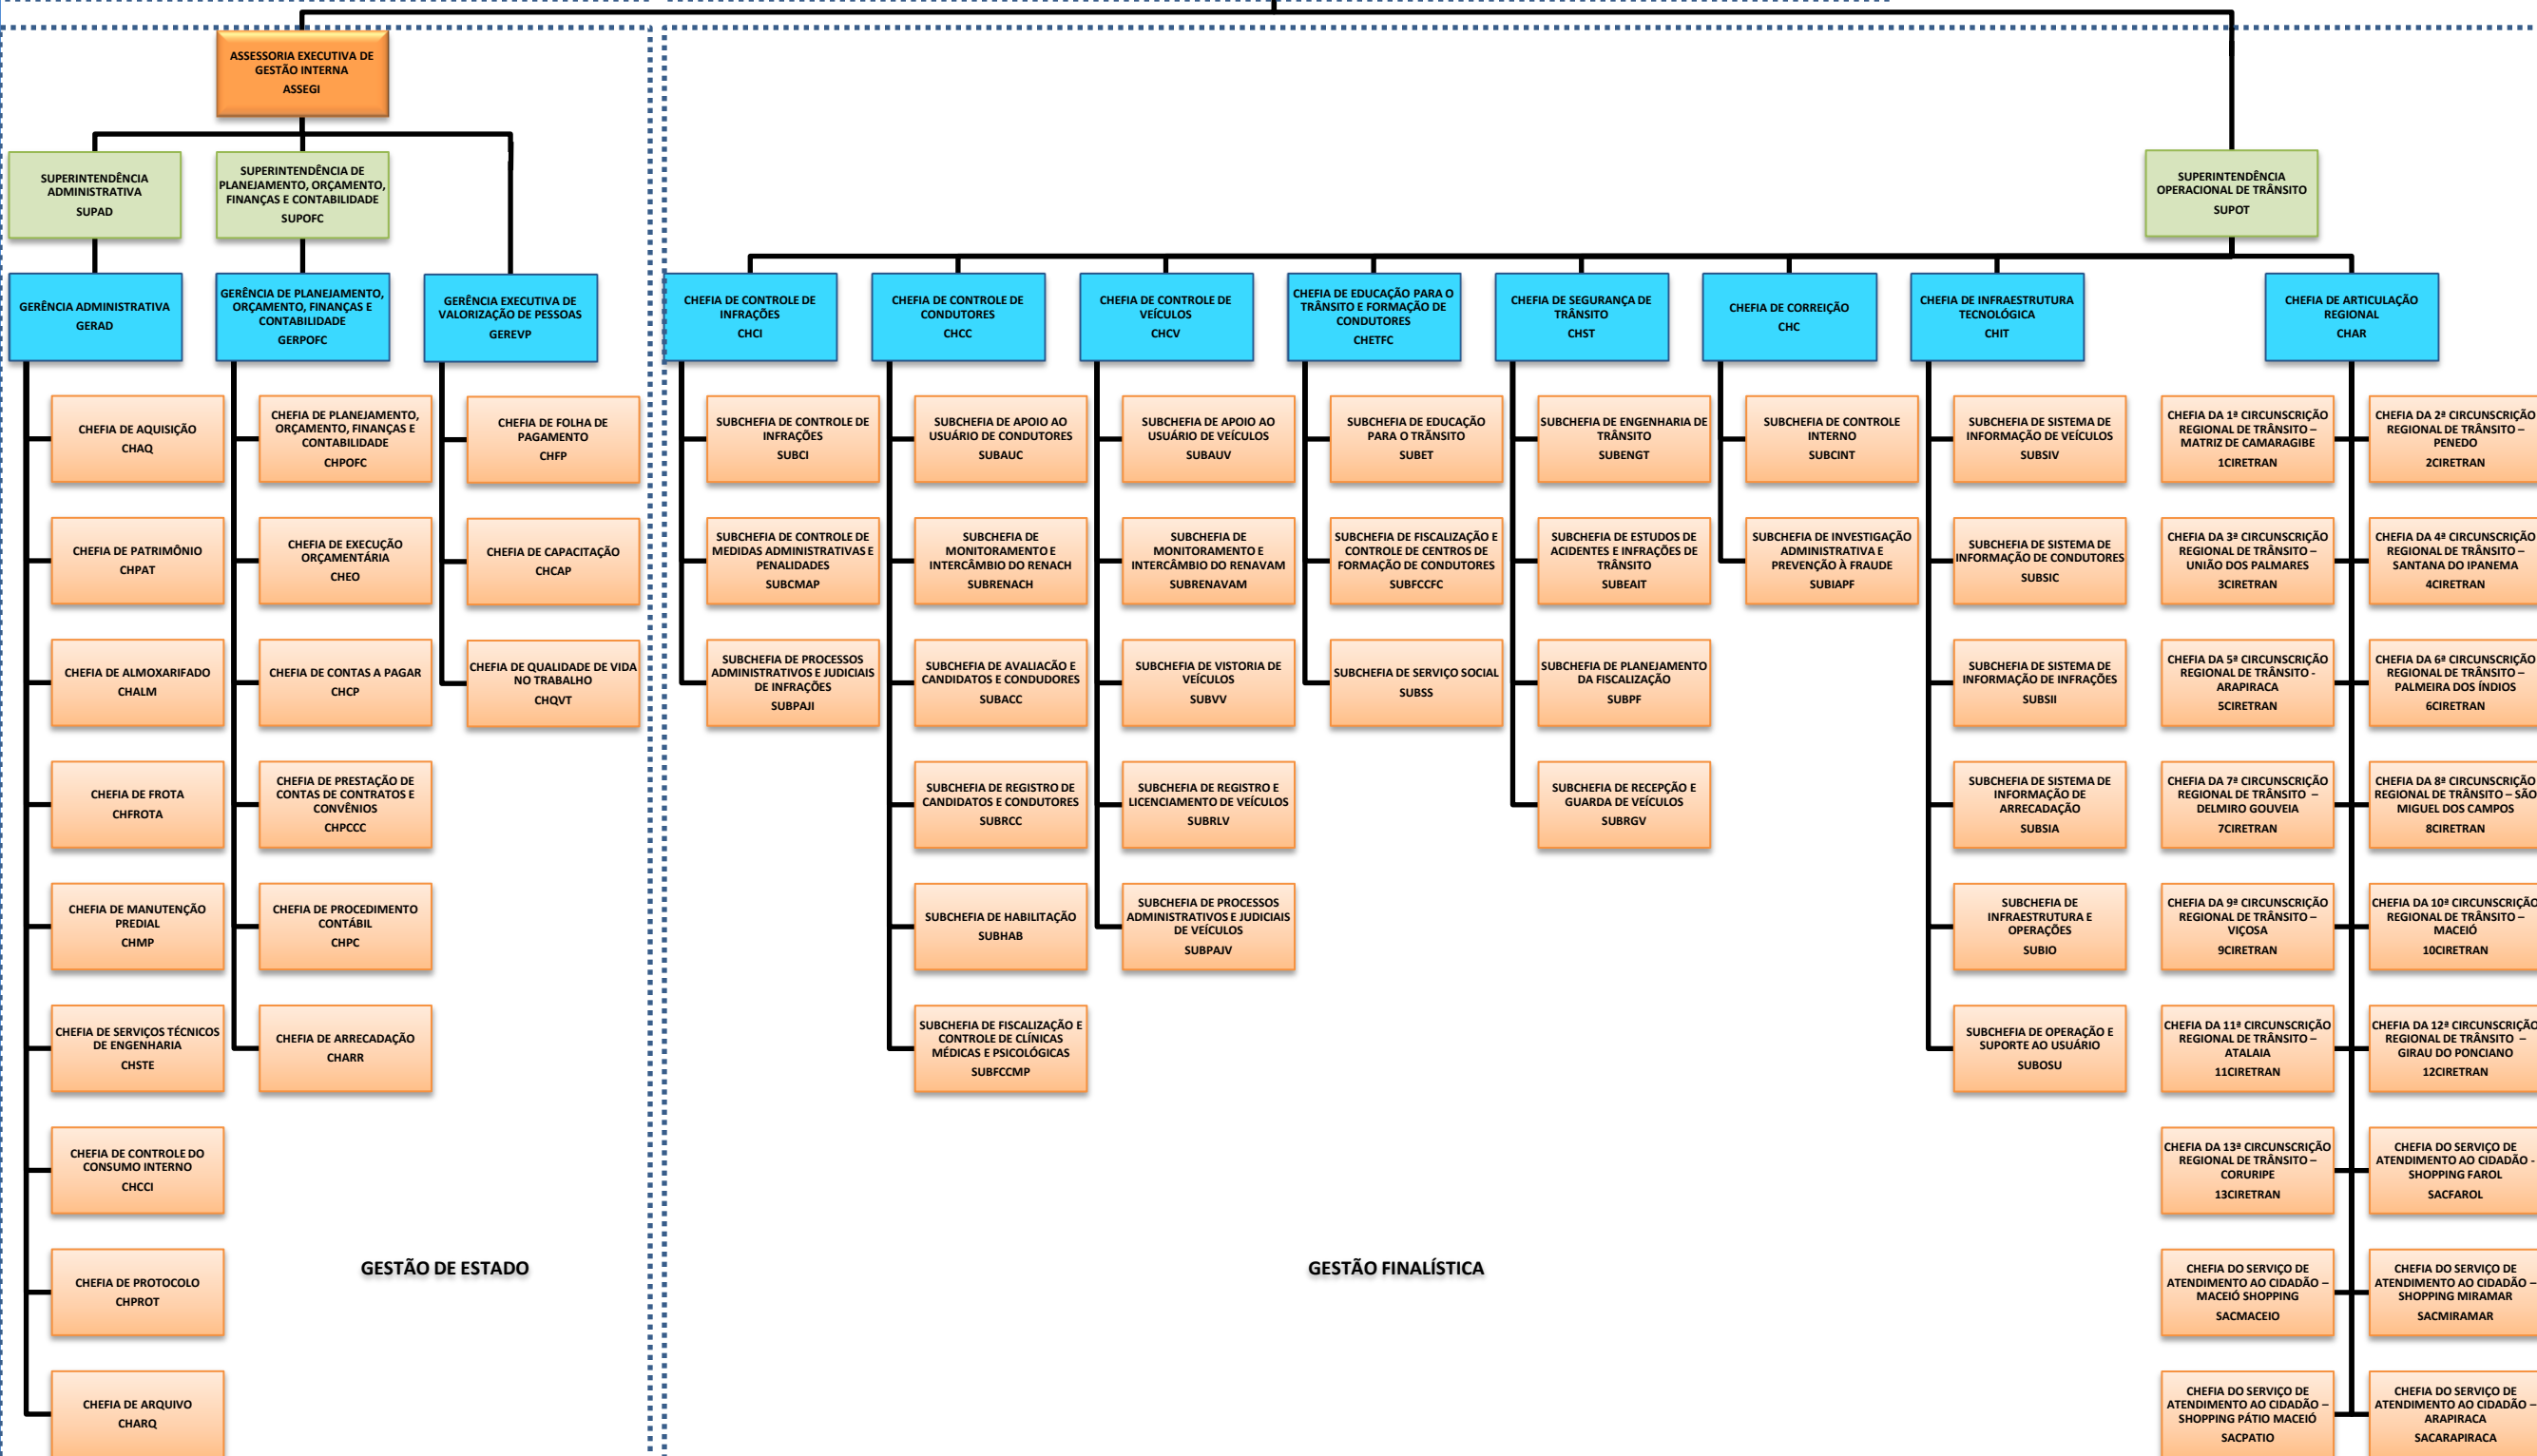 ASSESSORIA EXECUTIVA DE
GESTÃO INTERNA
ASSEGI
SUPERINTENDÊNCIA
ADMINISTRATIVA
SUPAD
SUPERINTENDÊNCIA DE
PLANEJAMENTO, ORÇAMENTO,
FINANÇAS E CONTABILIDADE
SUPOFC
SUPERINTENDÊNCIA
OPERACIONAL DE TRÂNSITO
SUPOT
GERÊNCIA ADMINISTRATIVA
GERAD
GERÊNCIA DE PLANEJAMENTO,
ORÇAMENTO, FINANÇAS E
CONTABILIDADE
GERPOFC
GERÊNCIA EXECUTIVA DE
VALORIZAÇÃO DE PESSOAS
GEREVP
CHEFIA DE CONTROLE DE
INFRAÇÕES
CHCI
CHEFIA DE CONTROLE DE
CONDUTORES
CHCC
CHEFIA DE CONTROLE DE
VEÍCULOS
CHCV
CHEFIA DE EDUCAÇÃO PARA O
TRÂNSITO E FORMAÇÃO DE
CONDUTORES
CHETFC
CHEFIA DE SEGURANÇA DE
TRÂNSITO
CHST
CHEFIA DE CORREIÇÃO
CHC
CHEFIA DE INFRAESTRUTURA
TECNOLÓGICA
CHIT
CHEFIA DE ARTICULAÇÃO
REGIONAL
CHAR
CHEFIA DE AQUISIÇÃO
CHAQ
CHEFIA DE PLANEJAMENTO,
ORÇAMENTO, FINANÇAS E
CONTABILIDADE
CHPOFC
CHEFIA DE FOLHA DE
PAGAMENTO
CHFP
SUBCHEFIA DE CONTROLE DE
INFRAÇÕES
SUBCI
SUBCHEFIA DE APOIO AO
USUÁRIO DE CONDUTORES
SUBAUC
SUBCHEFIA DE APOIO AO
USUÁRIO DE VEÍCULOS
SUBAUV
SUBCHEFIA DE EDUCAÇÃO
PARA O TRÃNSITO
SUBET
SUBCHEFIA DE ENGENHARIA DE
TRÂNSITO
SUBENGT
SUBCHEFIA DE CONTROLE
INTERNO
SUBCINT
SUBCHEFIA DE SISTEMA DE
INFORMAÇÃO DE VEÍCULOS
SUBSIV
CHEFIA DA 1ª CIRCUNSCRIÇÃO
REGIONAL DE TRÂNSITO –
MATRIZ DE CAMARAGIBE
1CIRETRAN
CHEFIA DA 2ª CIRCUNSCRIÇÃO
REGIONAL DE TRÂNSITO –
PENEDO
2CIRETRAN
CHEFIA DE PATRIMÔNIO
CHPAT
CHEFIA DE EXECUÇÃO
ORÇAMENTÁRIA
CHEO
CHEFIA DE CAPACITAÇÃO
CHCAP
SUBCHEFIA DE CONTROLE DE
MEDIDAS ADMINISTRATIVAS E
PENALIDADES
SUBCMAP
SUBCHEFIA DE
MONITORAMENTO E
INTERCÂMBIO DO RENACH
SUBRENACH
SUBCHEFIA DE
MONITORAMENTO E
INTERCÂMBIO DO RENAVAM
SUBRENAVAM
SUBCHEFIA DE FISCALIZAÇÃO E
CONTROLE DE CENTROS DE
FORMAÇÃO DE CONDUTORES
SUBFCCFC
SUBCHEFIA DE ESTUDOS DE
ACIDENTES E INFRAÇÕES DE
TRÂNSITO
SUBEAIT
SUBCHEFIA DE INVESTIGAÇÃO
ADMINISTRATIVA E
PREVENÇÃO À FRAUDE
SUBIAPF
SUBCHEFIA DE SISTEMA DE
INFORMAÇÃO DE CONDUTORES
SUBSIC
CHEFIA DA 3ª CIRCUNSCRIÇÃO
REGIONAL DE TRÂNSITO –
UNIÃO DOS PALMARES
3CIRETRAN
CHEFIA DA 4ª CIRCUNSCRIÇÃO
REGIONAL DE TRÂNSITO –
SANTANA DO IPANEMA
4CIRETRAN
CHEFIA DE ALMOXARIFADO
CHALM
CHEFIA DE CONTAS A PAGAR
CHCP
CHEFIA DE QUALIDADE DE VIDA
NO TRABALHO
CHQVT
SUBCHEFIA DE PROCESSOS
ADMINISTRATIVOS E JUDICIAIS
DE INFRAÇÕES
SUBPAJI
SUBCHEFIA DE AVALIACÃO E
CANDIDATOS E CONDUDORES
SUBACC
SUBCHEFIA DE VISTORIA DE
VEÍCULOS
SUBVV
SUBCHEFIA DE SERVIÇO SOCIAL
SUBSS
SUBCHEFIA DE PLANEJAMENTO
DA FISCALIZAÇÃO
SUBPF
SUBCHEFIA DE SISTEMA DE
INFORMAÇÃO DE INFRAÇÕES
SUBSII
CHEFIA DA 5ª CIRCUNSCRIÇÃO
REGIONAL DE TRÂNSITO -
ARAPIRACA
5CIRETRAN
CHEFIA DA 6ª CIRCUNSCRIÇÃO
REGIONAL DE TRÂNSITO –
PALMEIRA DOS ÍNDIOS
6CIRETRAN
CHEFIA DE FROTA
CHFROTA
CHEFIA DE PRESTAÇÃO DE
CONTAS DE CONTRATOS E
CONVÊNIOS
CHPCCC
SUBCHEFIA DE REGISTRO DE
CANDIDATOS E CONDUTORES
SUBRCC
SUBCHEFIA DE REGISTRO E
LICENCIAMENTO DE VEÍCULOS
SUBRLV
SUBCHEFIA DE RECEPÇÃO E
GUARDA DE VEÍCULOS
SUBRGV
SUBCHEFIA DE SISTEMA DE
INFORMAÇÃO DE
ARRECADAÇÃO
SUBSIA
CHEFIA DA 7ª CIRCUNSCRIÇÃO
REGIONAL DE TRÂNSITO –
DELMIRO GOUVEIA
7CIRETRAN
CHEFIA DA 8ª CIRCUNSCRIÇÃO
REGIONAL DE TRÂNSITO – SÃO
MIGUEL DOS CAMPOS
8CIRETRAN
CHEFIA DE MANUTENÇÃO
PREDIAL
CHMP
CHEFIA DE PROCEDIMENTO
CONTÁBIL
CHPC
SUBCHEFIA DE HABILITAÇÃO
SUBHAB
SUBCHEFIA DE PROCESSOS
ADMINISTRATIVOS E JUDICIAIS
DE VEÍCULOS
SUBPAJV
SUBCHEFIA DE
INFRAESTRUTURA E
OPERAÇÕES
SUBIO
CHEFIA DA 9ª CIRCUNSCRIÇÃO
REGIONAL DE TRÂNSITO –
VIÇOSA
9CIRETRAN
CHEFIA DA 10ª CIRCUNSCRIÇÃO
REGIONAL DE TRÂNSITO –
MACEIÓ
10CIRETRAN
CHEFIA DE SERVIÇOS TÉCNICOS
DE ENGENHARIA
CHSTE
CHEFIA DE ARRECADAÇÃO
CHARR
SUBCHEFIA DE FISCALIZAÇÃO E
CONTROLE DE CLÍNICAS
MÉDICAS E PSICOLÓGICAS
SUBFCCMP
SUBCHEFIA DE OPERAÇÃO E
SUPORTE AO USUÁRIO
SUBOSU
CHEFIA DA 11ª CIRCUNSCRIÇÃO
REGIONAL DE TRÂNSITO –
ATALAIA
11CIRETRAN
CHEFIA DA 12ª CIRCUNSCRIÇÃO
REGIONAL DE TRÂNSITO –
GIRAU DO PONCIANO
12CIRETRAN
CHEFIA DE CONTROLE DO
CONSUMO INTERNO
CHCCI
CHEFIA DA 13ª CIRCUNSCRIÇÃO
REGIONAL DE TRÂNSITO –
CORURIPE
13CIRETRAN
CHEFIA DO SERVIÇO DE
ATENDIMENTO AO CIDADÃO -
SHOPPING FAROL
SACFAROL
CHEFIA DE PROTOCOLO
CHPROT
GESTÃO DE ESTADO
GESTÃO FINALÍSTICA
CHEFIA DO SERVIÇO DE
ATENDIMENTO AO CIDADÃO –
MACEIÓ SHOPPING
SACMACEIO
CHEFIA DO SERVIÇO DE
ATENDIMENTO AO CIDADÃO –
SHOPPING MIRAMAR
SACMIRAMAR
CHEFIA DE ARQUIVO
CHARQ
CHEFIA DO SERVIÇO DE
ATENDIMENTO AO CIDADÃO –
SHOPPING PÁTIO MACEIÓ
SACPATIO
CHEFIA DO SERVIÇO DE
ATENDIMENTO AO CIDADÃO –
ARAPIRACA
SACARAPIRACA